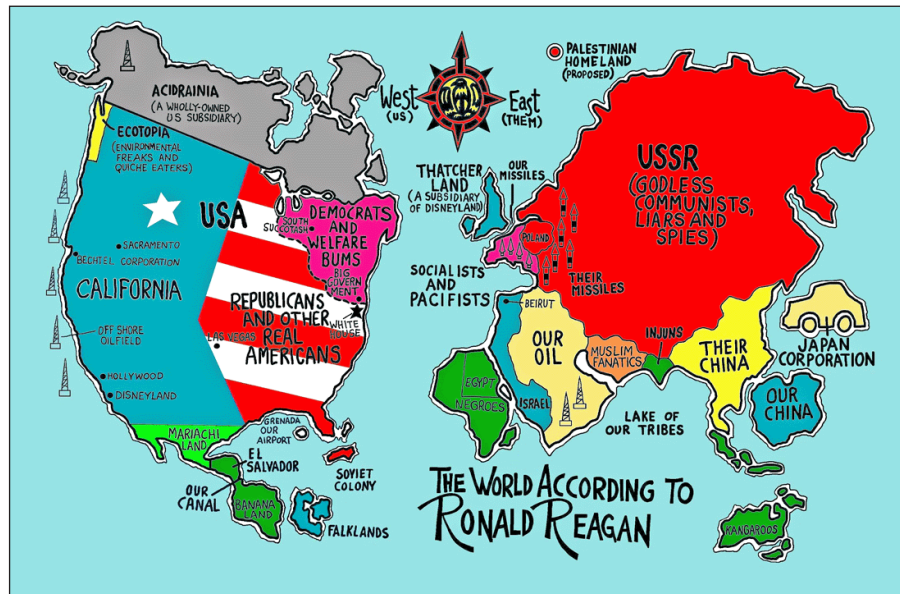 ACIDRAINIA
(A WHOLLY-OWNED
US SUBSIDIARY)
ECOTOPIA
(ENVIRONMENTAL
FREAKS AND
QUICHE EATERS)
USA
SACRAMENTO
BECHTEL CORPORATION
CALIFORNIA
OFF SHORE
OILFIELD
HOLLYWOOD
DISNEYLAND
SOUTH
SUCCOTASH
DEMOCRATS
AND
WELFARE
BUMS
BIG
GOVERN
MENT
WHITE
HOUSE
REPUBLICANS
AND OTHER
REAL
AMERICANS
LAS VEGAS
MARIACHI
LAND
GRENADA
OUR
AIRPORT
EL
SALVADOR
OUR
CANAL
BANANA
LAND
SOVIET
COLONY
FALKLANDS
West
(US)
East
(THEM)
PALESTINIAN
HOMELAND
(PROPOSED)
THATCHER
LAND
(A SUBSIDIARY
OF DISNEYLAND)
OUR
MISSILES
USSR
(GODLESS
COMMUNISTS,
LIARS AND
SPIES)
POLAND
SOCIALISTS
AND
PACIFISTS
THEIR
MISSILES
BEIRUT
OUR
OIL
EGYPT
NEGROES
ISRAEL
MUSLIM
FANATICS
INJUNS
THEIR
CHINA
JAPAN
CORPORATION
OUR
CHINA
LAKE OF
OUR TRIBES
KANGAROOS
THE WORLD ACCORDING TO
RONALD REAGAN